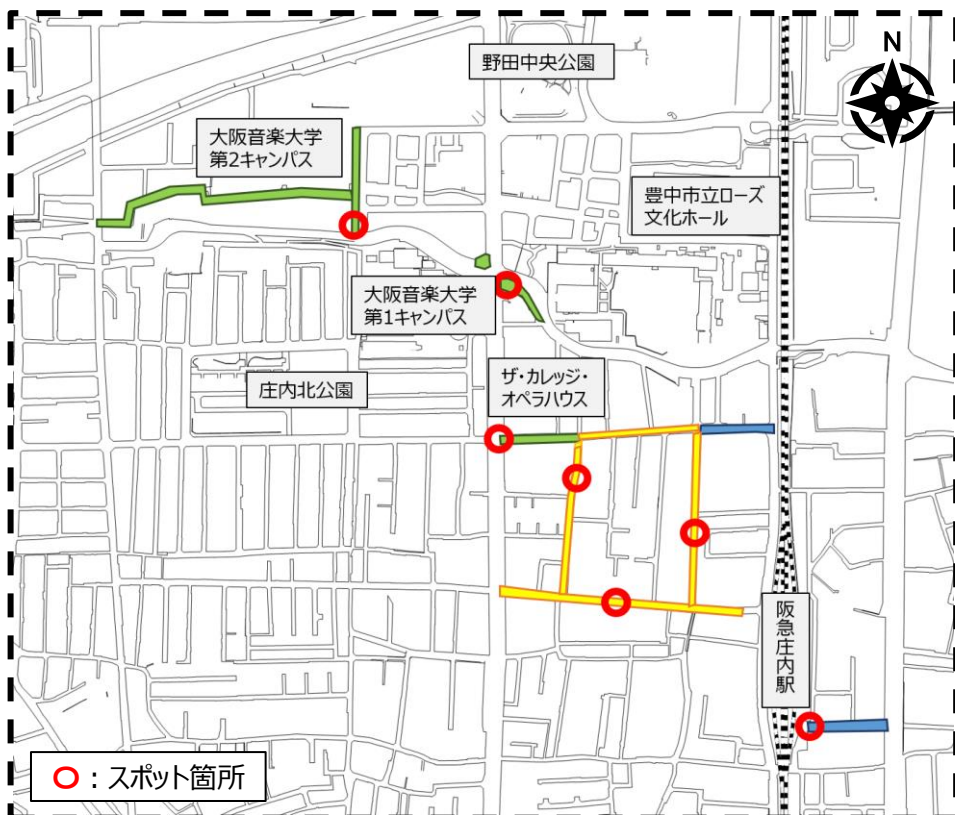 野田中央公園
N
大阪音楽大学
第2キャンパス
豊中市立ローズ
文化ホール
大阪音楽大学
第1キャンパス
ザ・カレッジ・
オペラハウス
庄内北公園
阪急庄内駅
：スポット箇所